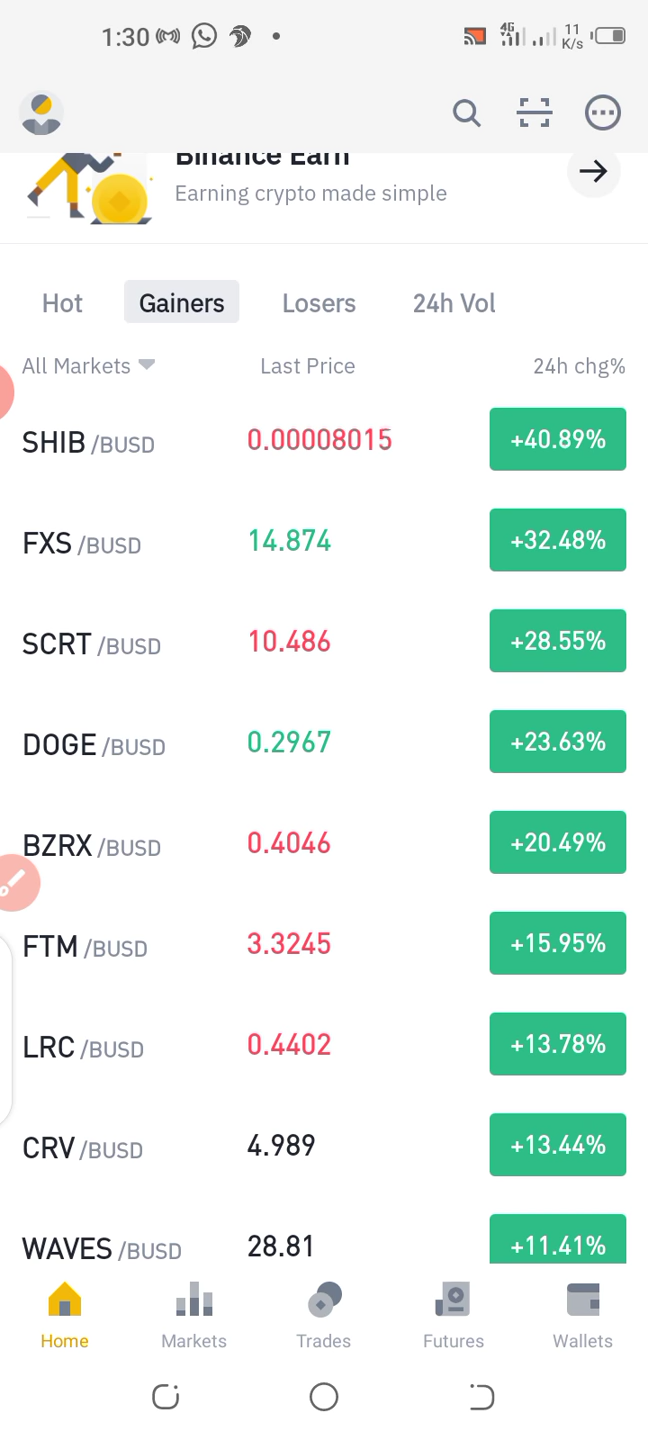 1:30 4G 11 K/s
Binance Earn
Earning crypto made simple
Hot Gainers Losers 24h Vol
All Markets Last Price 24h chg%
SHIB /BUSD 0.00008015 +40.89%
FXS /BUSD 14.874 +32.48%
SCRT /BUSD 10.486 +28.55%
DOGE /BUSD 0.2967 +23.63%
BZRX /BUSD 0.4046 +20.49%
FTM /BUSD 3.3245 +15.95%
LRC /BUSD 0.4402 +13.78%
CRV /BUSD 4.989 +13.44%
WAVES /BUSD 28.81 +11.41%
Home Markets Trades Futures Wallets